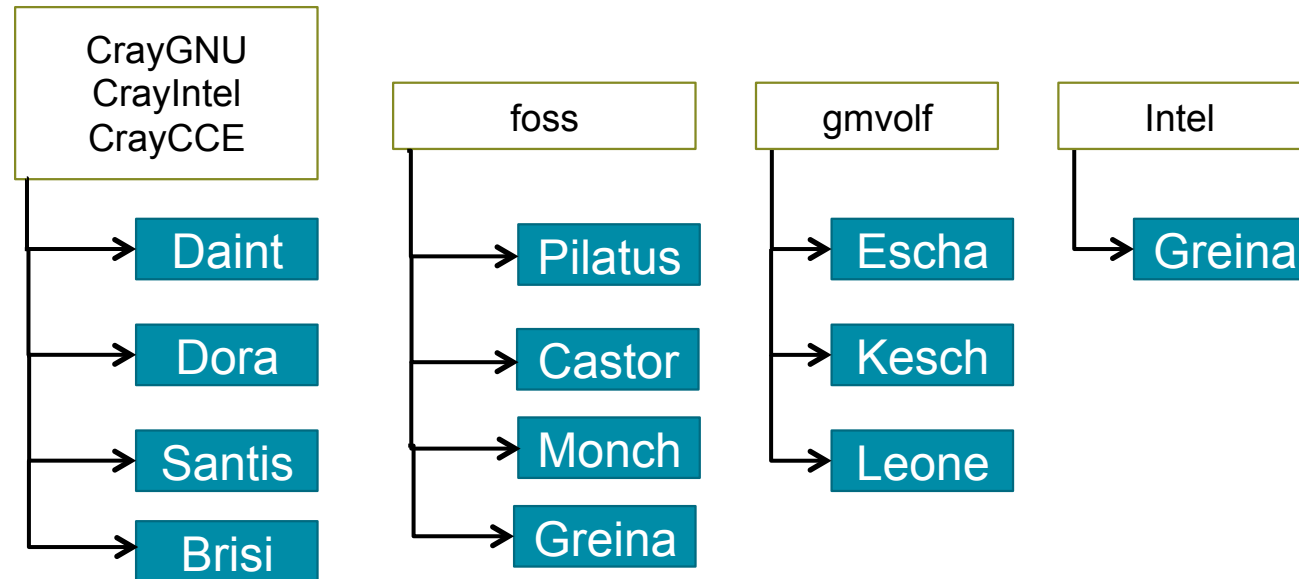 CrayGNU
CrayIntel
CrayCCE
Daint
Dora
Santis
Brisi
foss
Pilatus
Castor
Monch
Greina
gmvolf
Escha
Kesch
Leone
Intel
Greina